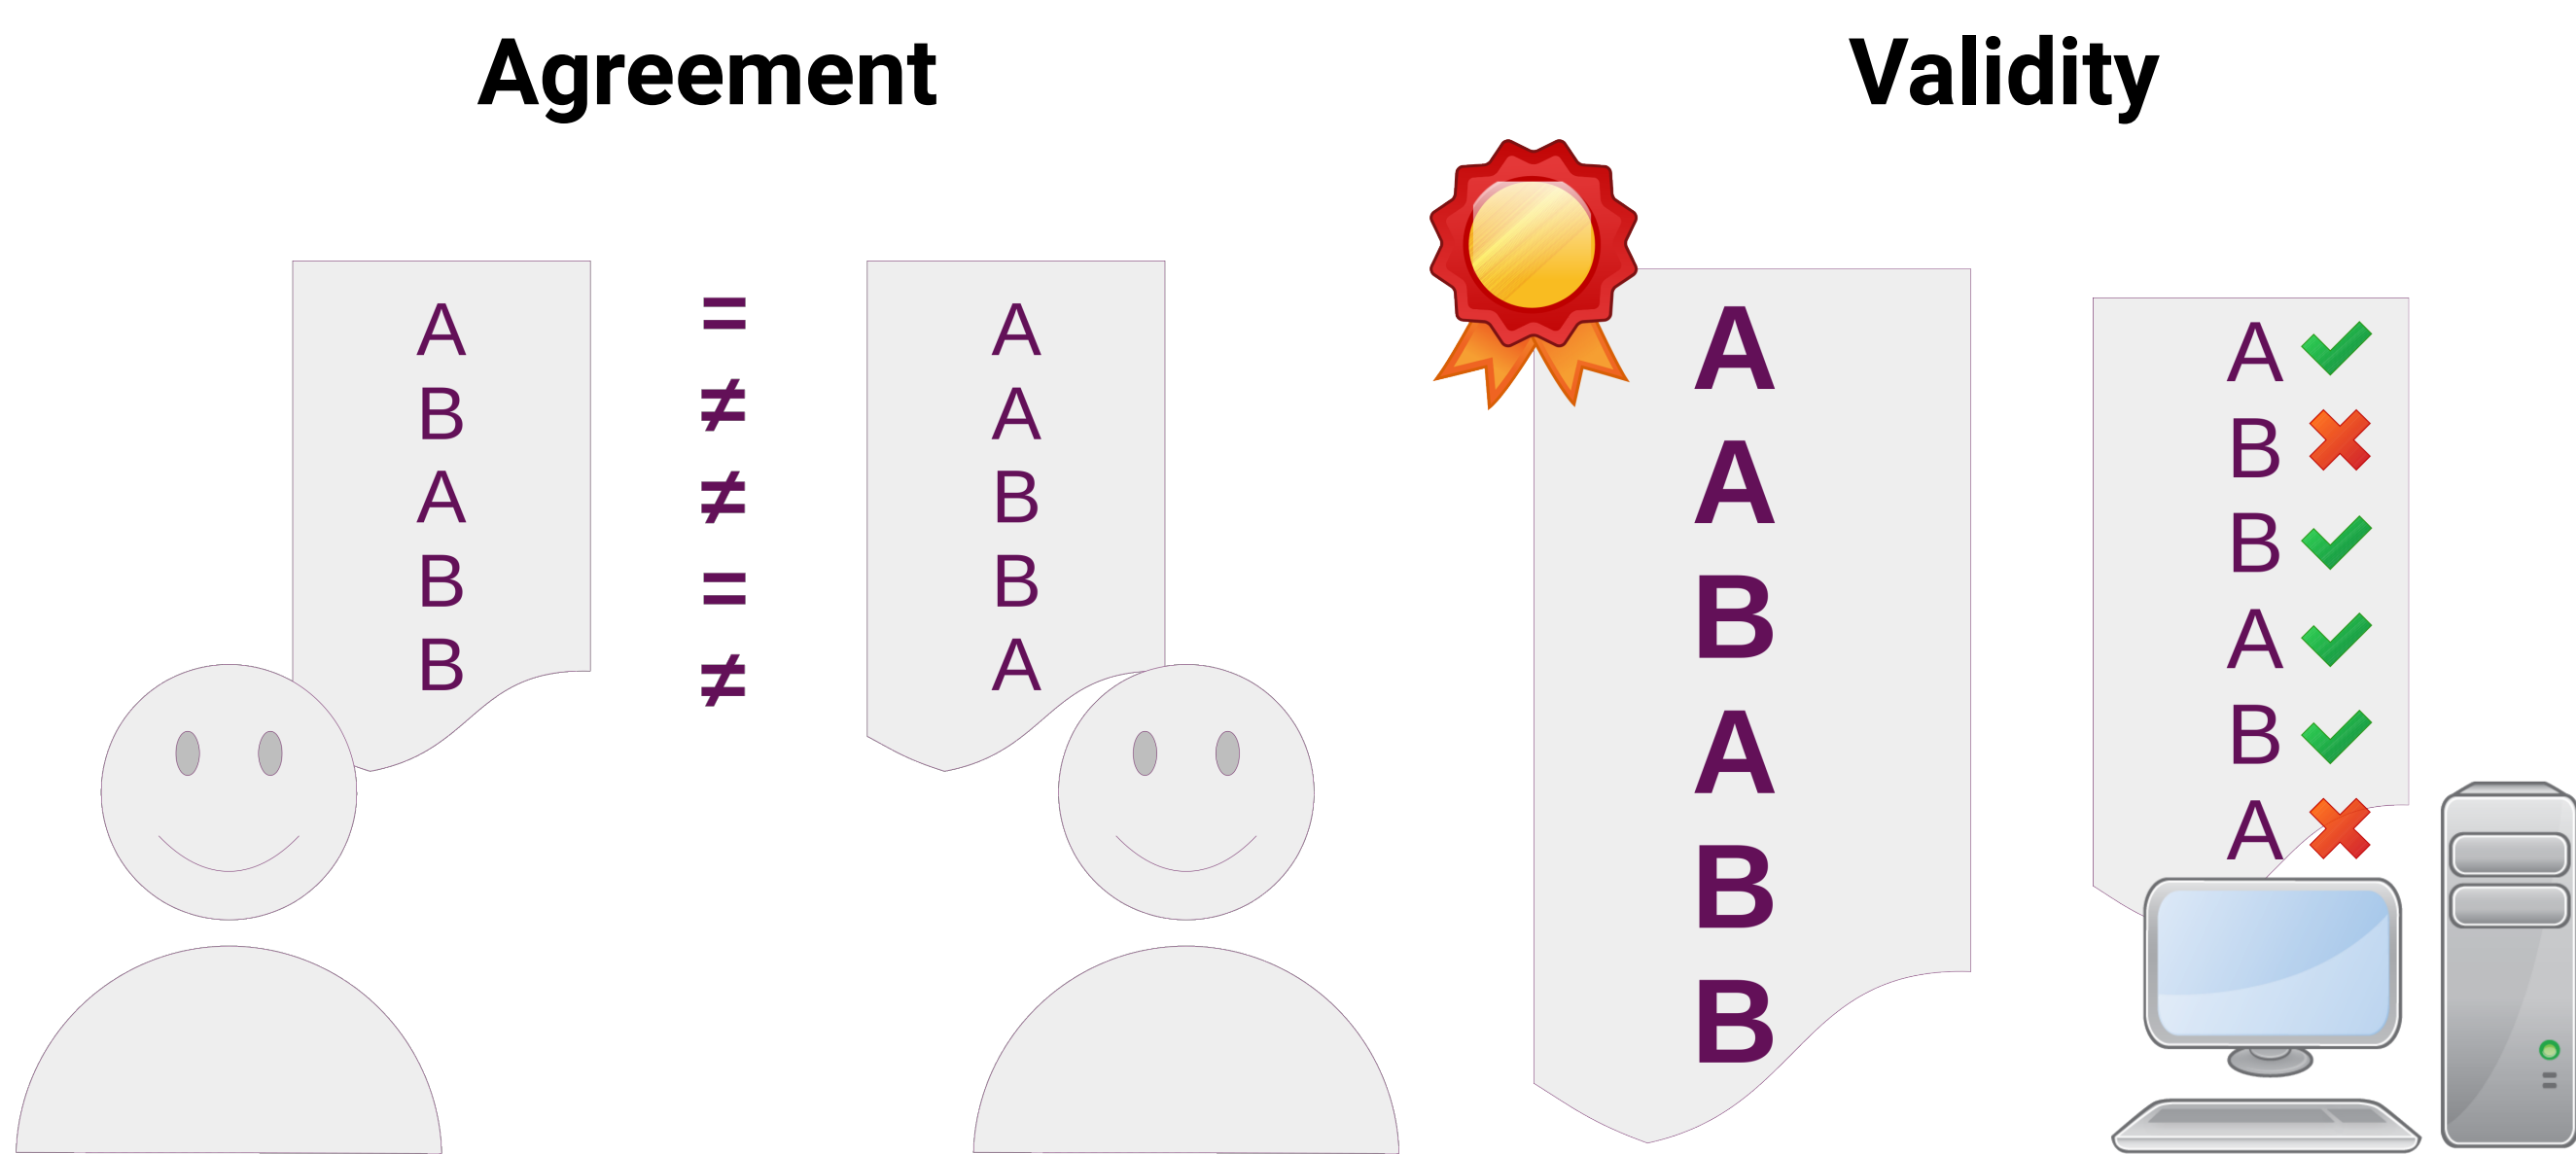 Agreement
A = A
B ≠ A
A ≠ B
B = B
B ≠ A
Validity
A A
A B
B B
A A
B B
B A